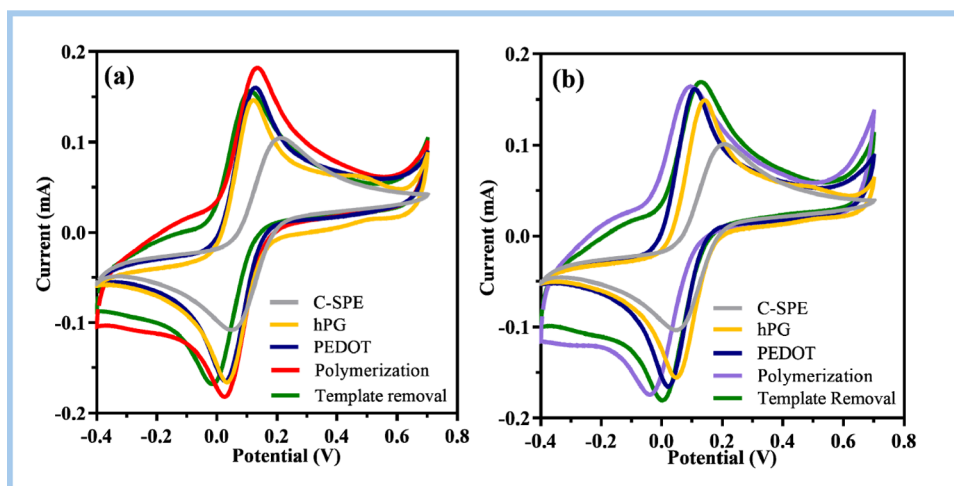 (a)
0.2
0.1
0.0
-0.1
-0.2
Current (mA)
C-SPE
hPG
PEDOT
Polymerization
Template removal
-0.4 -0.2 0.0 0.2 0.4 0.6 0.8
Potential (V)
(b)
0.2
0.1
0.0
-0.1
-0.2
Current (mA)
C-SPE
hPG
PEDOT
Polymerization
Template Removal
-0.4 -0.2 0.0 0.2 0.4 0.6 0.8
Potential (V)